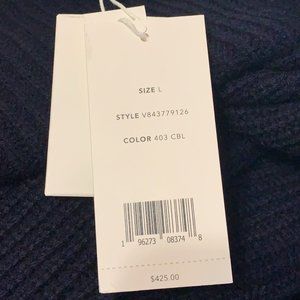 SIZE L
STYLE V843779126
COLOR 403 CBL
1 96273 08374 8
$425.00